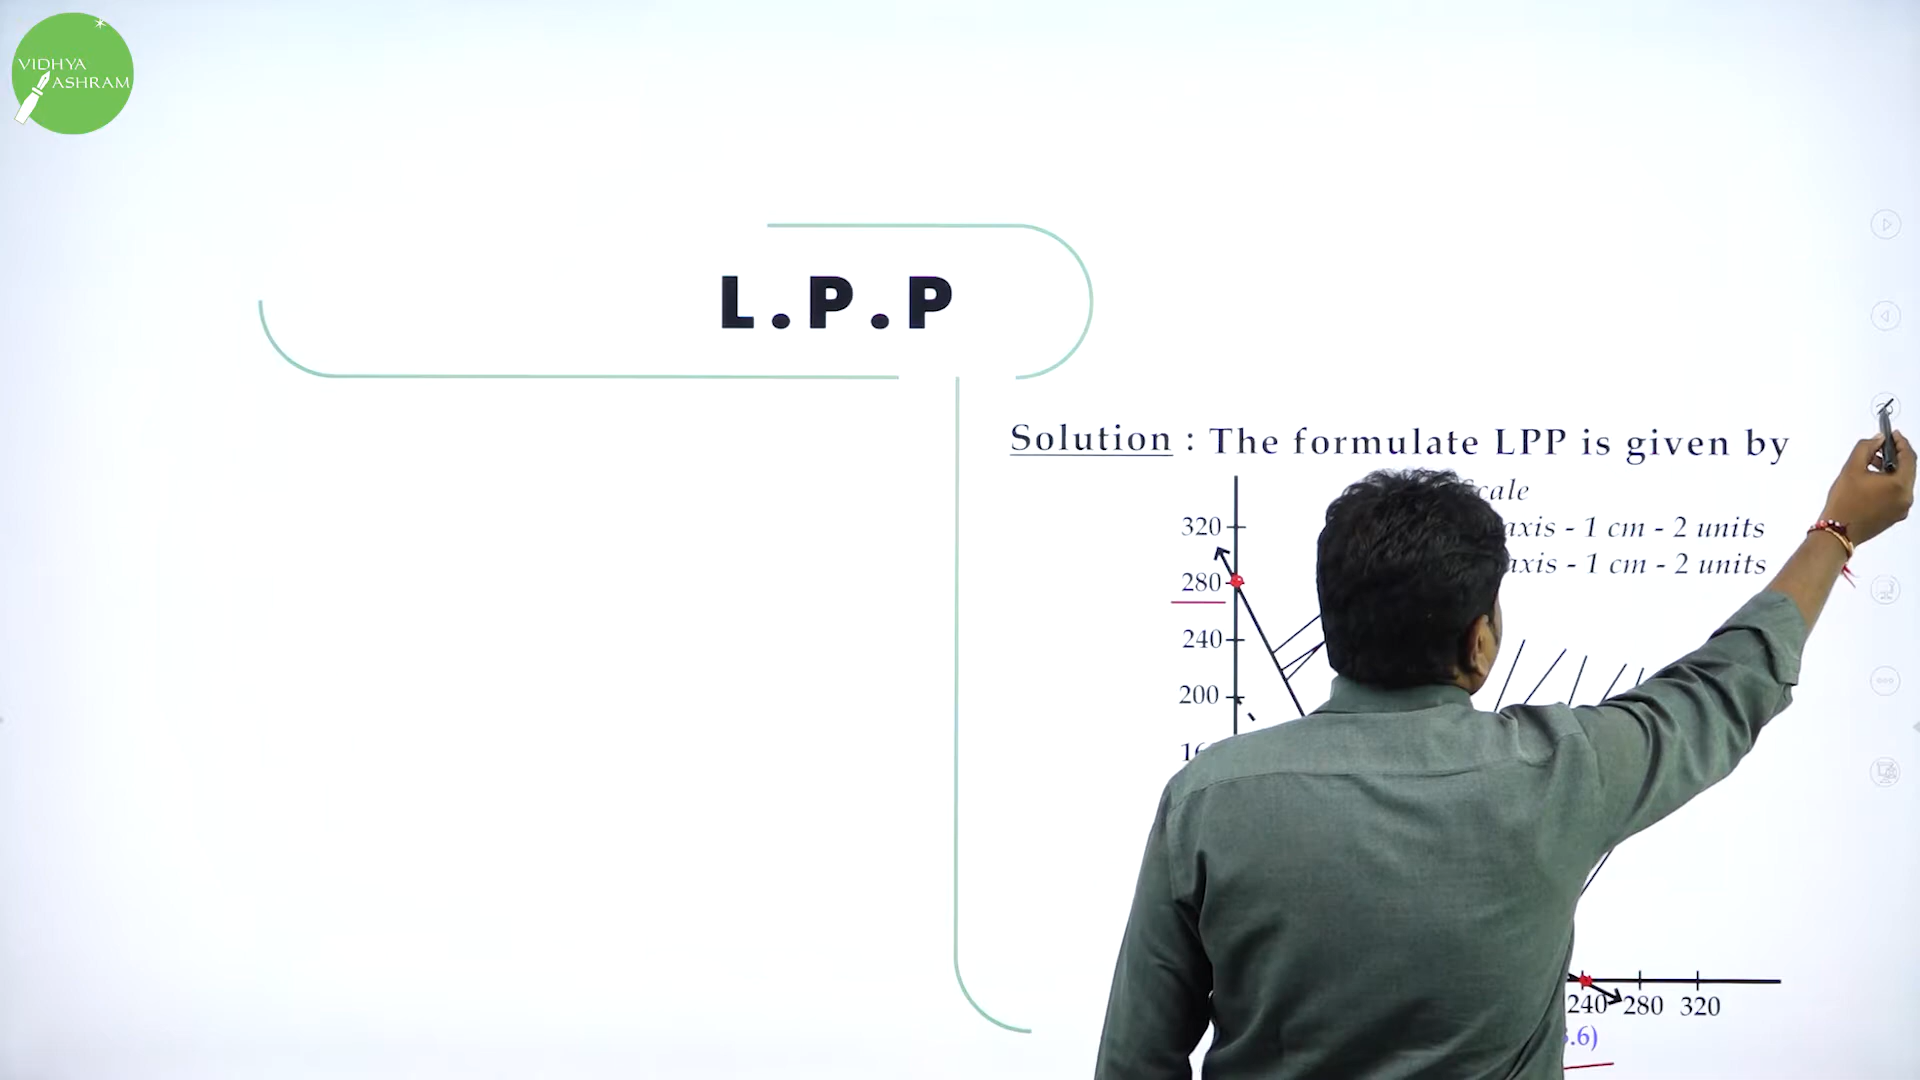 VIDHYA
ASHRAM
L.P.P
Solution : The formulate LPP is given by
axis - 1 cm - 2 units
axis - 1 cm - 2 units
320
280
240
200
240 280 320